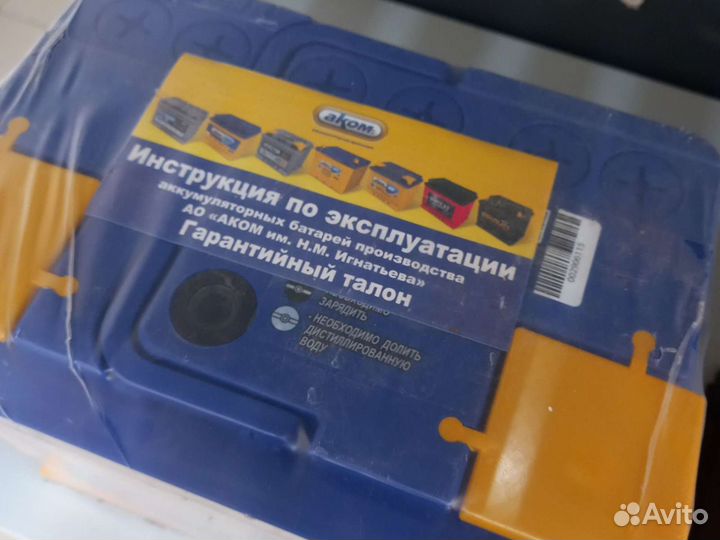 аком
Инструкция по эксплуатации
аккумуляторных батарей производства
АО «АКОМ им. Н.М. Игнатьева»
Гарантийный талон
ЗАРЯДИТЬ
- НЕОБХОДИМО ДОЛИТЬ
ДИСТИЛЛИРОВАННУЮ
ВОДУ
Avito